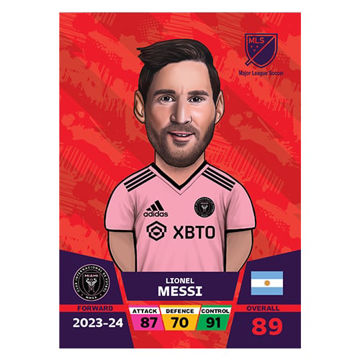 MLS
Major League Soccer
adidas
XBTO
LIONEL
MESSI
MIAMI
FORWARD
2023-24
ATTACK DEFENCE CONTROL
87 70 91
OVERALL
89